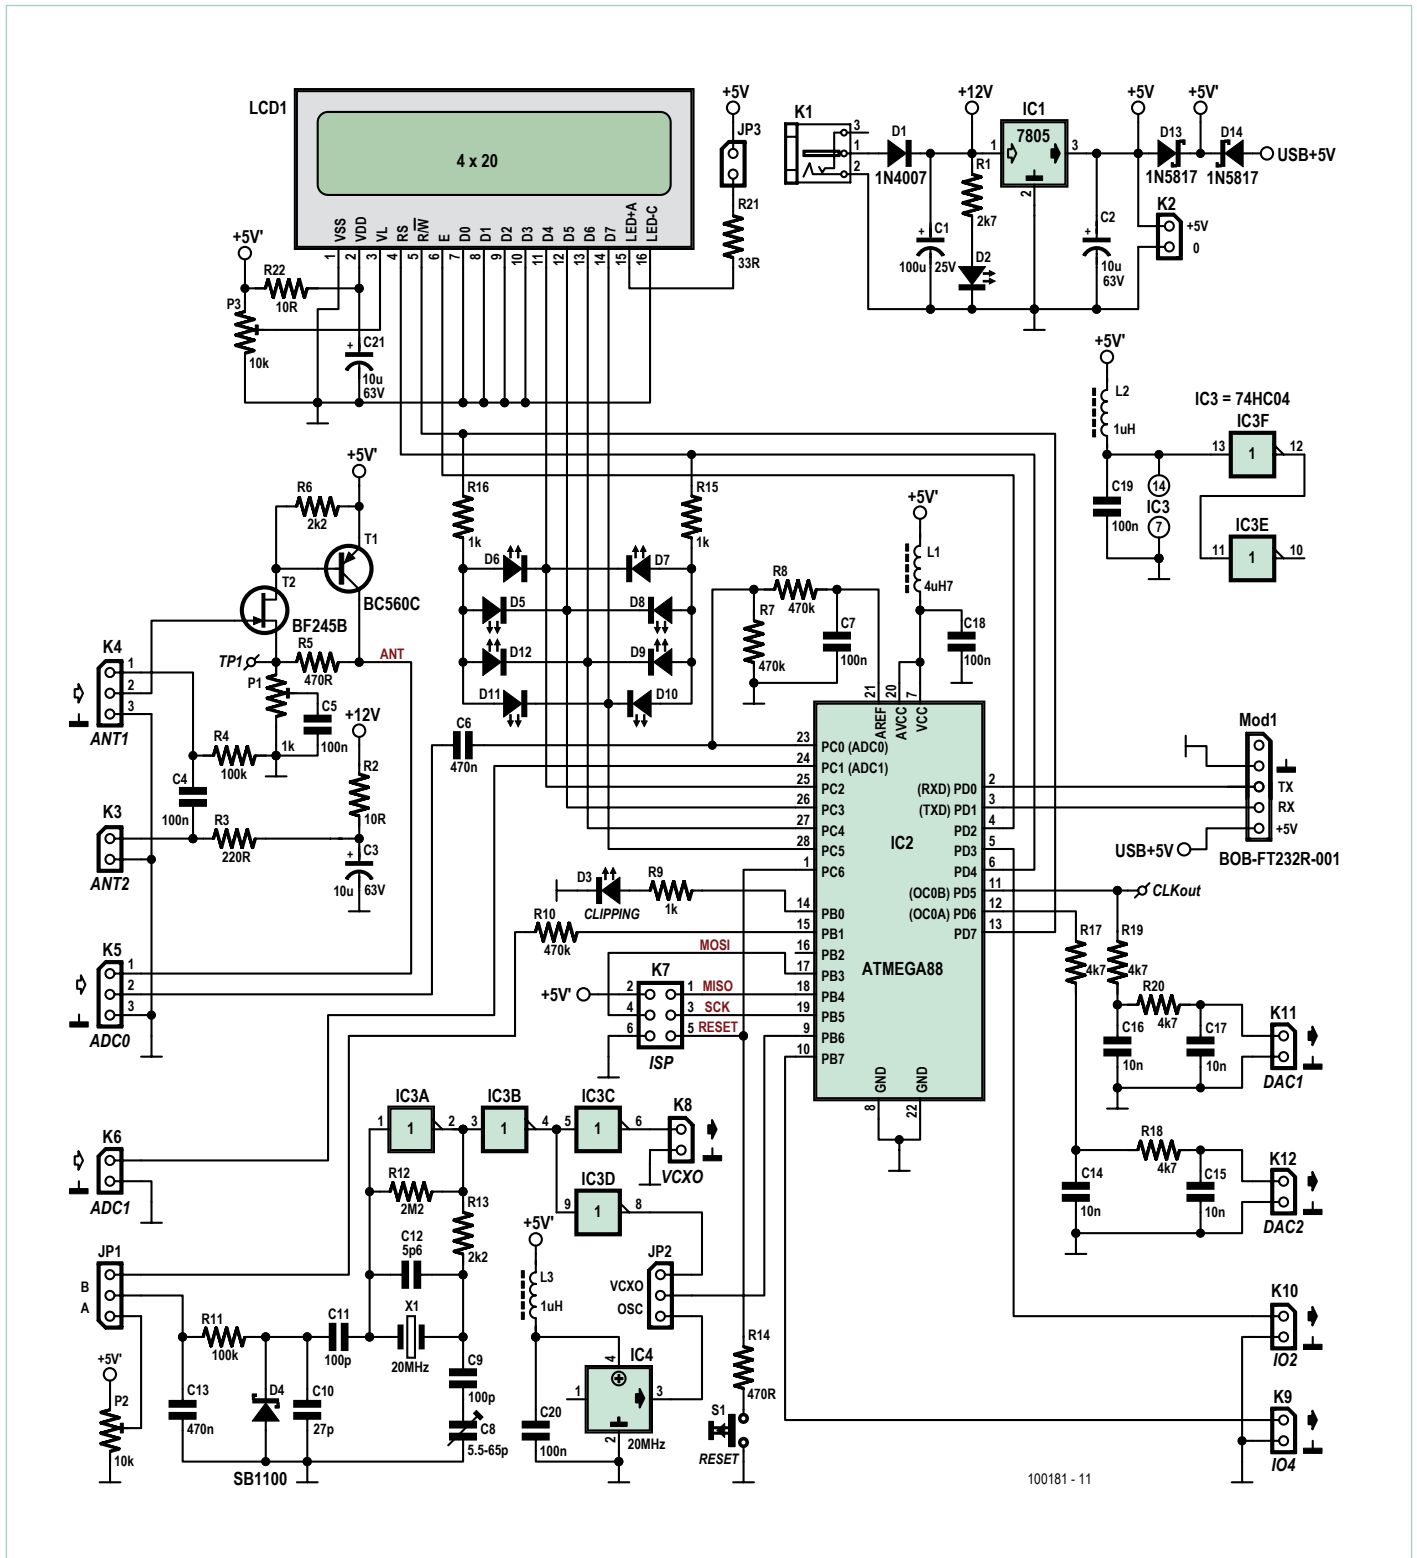 LCD1
4 x 20
VSS VDD VL RS R/W E D0 D1 D2 D3 D4 D5 D6 D7 LED+A LED-C
1 2 3 4 5 6 7 8 9 10 11 12 13 14 15 16
+5V
JP3
R21
33R
K1
3
1
2
D1
1N4007
+12V
R1
2k7
C1
100u 25V
D2
IC1
7805
1
3
2
C2
10u
63V
+5V
+5V'
D13
1N5817
D14
1N5817
USB+5V
K2
+5V
0
+5V'
R22
10R
P3
10k
C21
10u
63V
+5V'
L2
1uH
C19
100n
14
IC3
7
IC3 = 74HC04
IC3F
13 1 12
IC3E
11 1 10
+5V'
R6
2k2
T1
BC560C
T2
BF245B
TP1
R5
470R
ANT
P1
1k
C5
100n
K4
1
2
3
ANT1
R4
100k
C4
100n
+12V
R2
10R
K3
ANT2
R3
220R
C3
10u 63V
K5
1
2
3
ADC0
K6
1
2
ADC1
R16
1k
R15
1k
D6
D7
D5
D8
D12
D9
D11
D10
C6
470n
R8
470k
R7
470k
C7
100n
+5V'
L1
4uH7
C18
100n
21 20 7
AREF AVCC VCC
23 PC0 (ADC0)
24 PC1 (ADC1)
25 PC2
26 PC3
27 PC4
28 PC5
1 PC6
14 PB0
15 PB1
16 PB2
17 PB3
18 PB4
19 PB5
9 PB6
10 PB7
IC2
ATMEGA88
(RXD) PD0 2
(TXD) PD1 3
PD2 4
PD3 5
PD4 6
(OC0B) PD5 11
(OC0A) PD6 12
PD7 13
GND GND
8 22
Mod1
TX
RX
+5V
USB+5V
BOB-FT232R-001
CLKout
D3
CLIPPING
R9
1k
R10
470k
MOSI
K7
+5V'
2 1 MISO
4 3 SCK
6 5 RESET
ISP
R17
4k7
R19
4k7
R20
4k7
C16
10n
C17
10n
K11
DAC1
R18
4k7
C14
10n
C15
10n
K12
DAC2
K10
IO2
K9
IO4
IC3A
1 1 2
IC3B
3 1 4
IC3C
5 1 6
K8
VCXO
IC3D
9 1 8
R12
2M2
R13
2k2
C12
5p6
X1
20MHz
C9
100p
C8
5.5-65p
JP1
B
A
+5V'
P2
10k
R11
100k
C13
470n
D4
SB1100
C10
27p
C11
100p
+5V'
L3
1uH
C20
100n
JP2
VCXO
OSC
IC4
4
1
3
2
20MHz
R14
470R
S1
RESET
100181 - 11